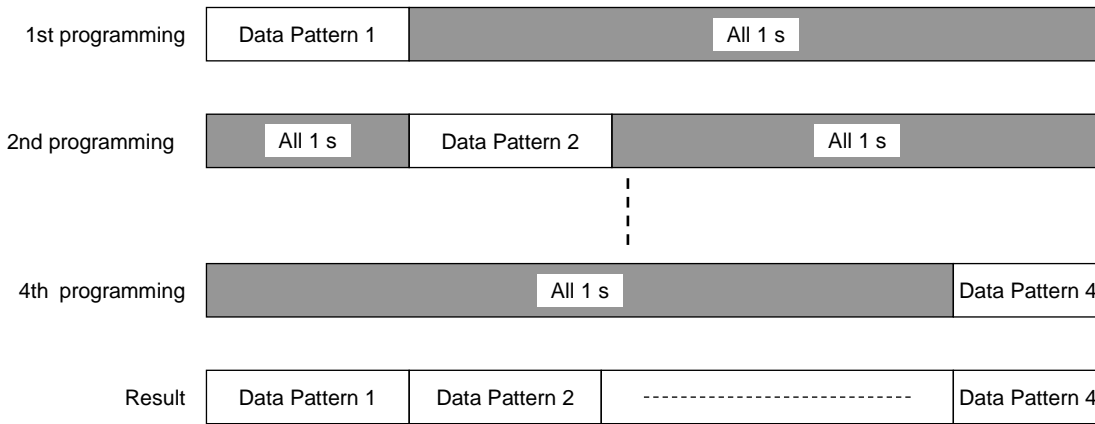 1st programming Data Pattern 1 All 1 s
2nd programming All 1 s Data Pattern 2 All 1 s
4th programming All 1 s Data Pattern 4
Result Data Pattern 1 Data Pattern 2 Data Pattern 4